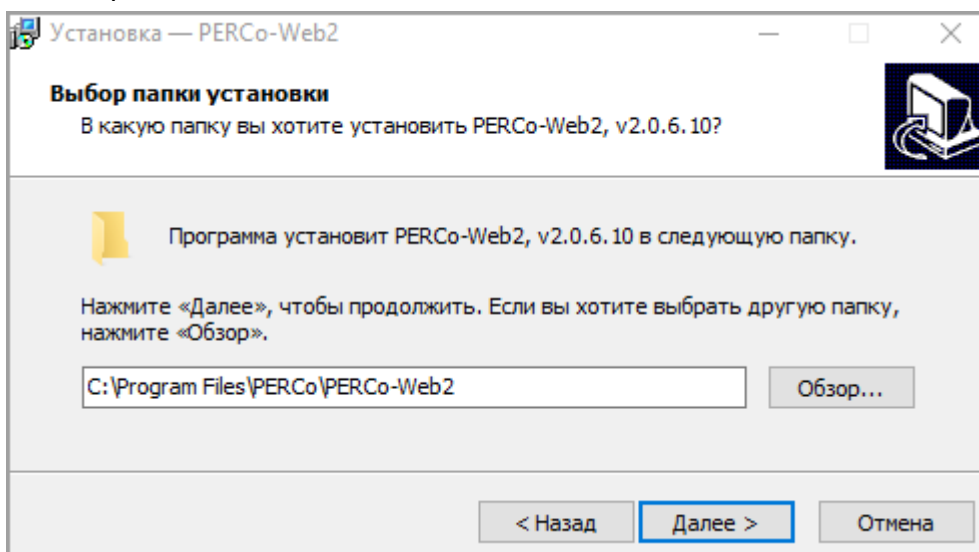 Установка — PERCo-Web2
Выбор папки установки
В какую папку вы хотите установить PERCo-Web2, v2.0.6.10?
Программа установит PERCo-Web2, v2.0.6.10 в следующую папку.
Нажмите «Далее», чтобы продолжить. Если вы хотите выбрать другую папку,
нажмите «Обзор».
C:\Program Files\PERCo\PERCo-Web2
Обзор...
< Назад
Далее >
Отмена